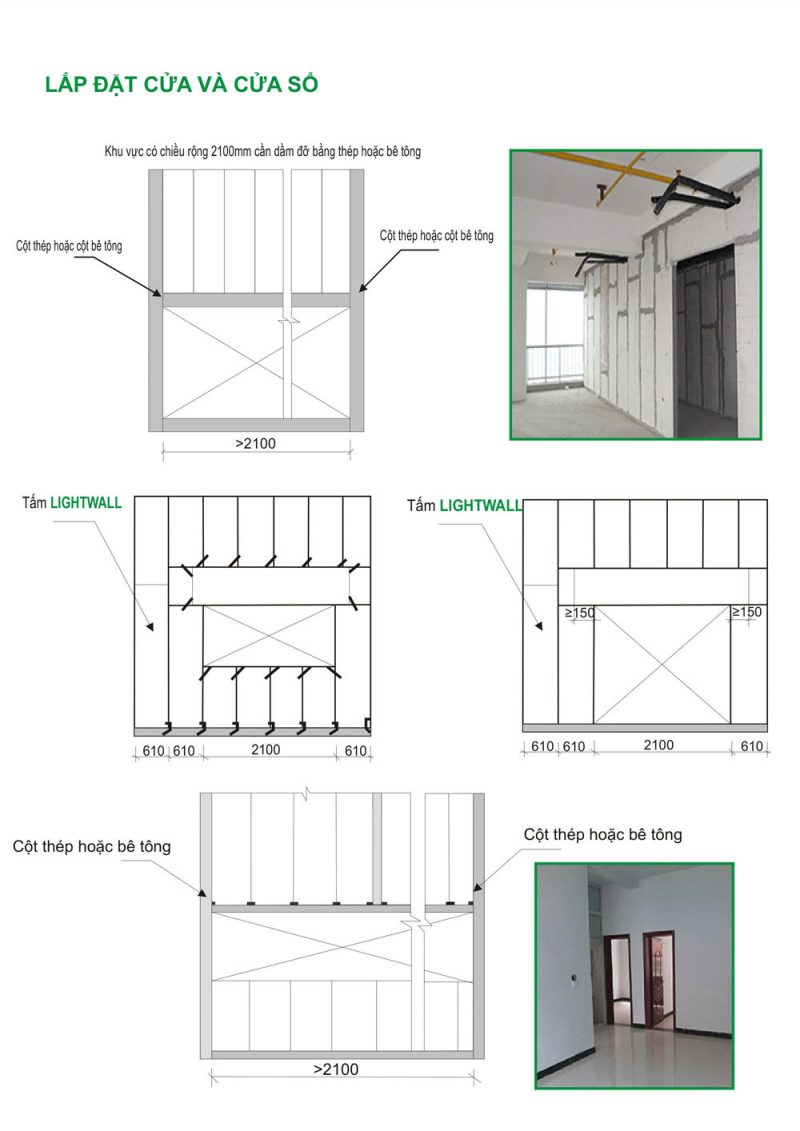 LẮP ĐẶT CỬA VÀ CỬA SỔ
Khu vực có chiều rộng 2100mm cần dầm đỡ bằng thép hoặc bê tông
Cột thép hoặc cột bê tông
Cột thép hoặc cột bê tông
>2100
Tấm LIGHTWALL
610 610 2100 610
Tấm LIGHTWALL
≥150 ≥150
610 610 2100 610
Cột thép hoặc bê tông
Cột thép hoặc bê tông
>2100